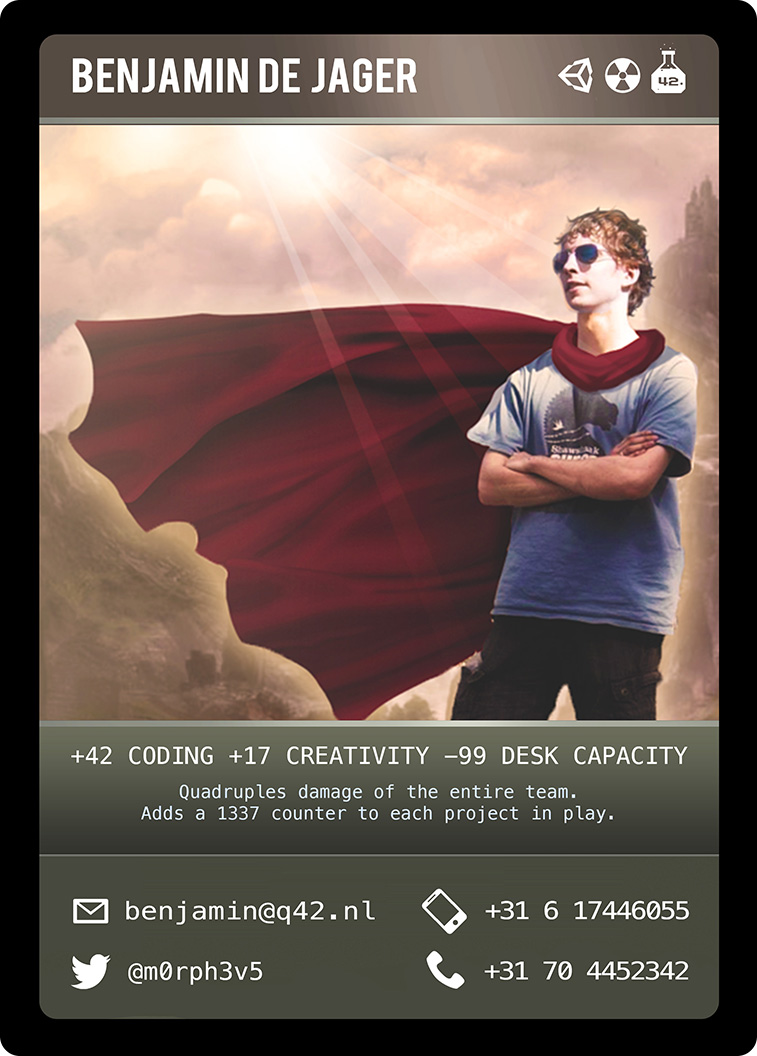 BENJAMIN DE JAGER
42.
Shawshank
+42 CODING +17 CREATIVITY −99 DESK CAPACITY
Quadruples damage of the entire team.
Adds a 1337 counter to each project in play.
benjamin@q42.nl
+31 6 17446055
@m0rph3v5
+31 70 4452342